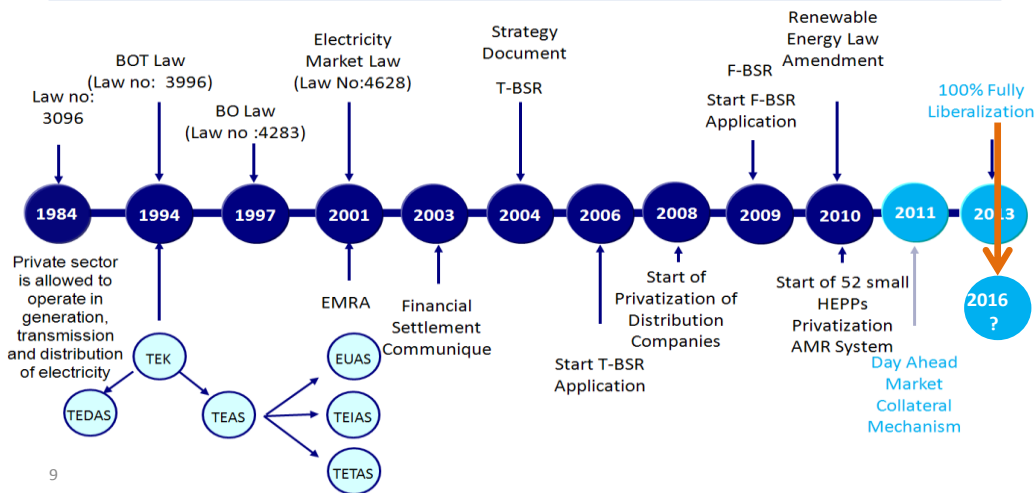 Law no:
3096
BOT Law
(Law no:  3996)
BO Law
(Law no :4283)
Electricity
Market Law
(Law No:4628)
Strategy
Document
T-BSR
F-BSR
Start F-BSR
Application
Renewable
Energy Law
Amendment
100% Fully
Liberalization
1984
1994
1997
2001
2003
2004
2006
2008
2009
2010
2011
2013
2016
?
Private sector
is allowed to
operate in
generation,
transmission
and distribution
of electricity
TEK
TEDAS
TEAS
EMRA
EUAS
TEIAS
TETAS
Financial
Settlement
Communique
Start T-BSR
Application
Start of
Privatization of
Distribution
Companies
Start of 52 small
HEPPs
Privatization
AMR System
Day Ahead
Market
Collateral
Mechanism
9